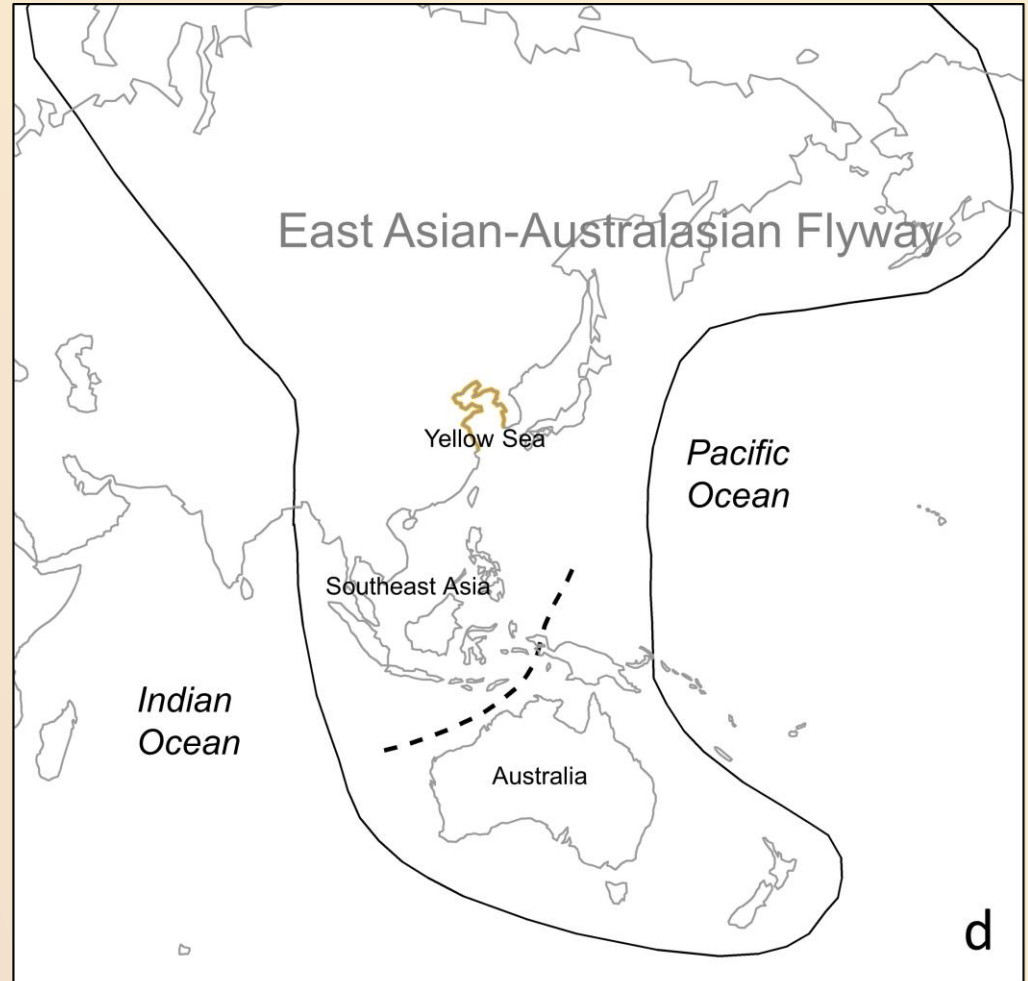 East Asian-Australasian Flyway
Yellow Sea
Pacific
Ocean
Southeast Asia
Indian
Ocean
Australia
d